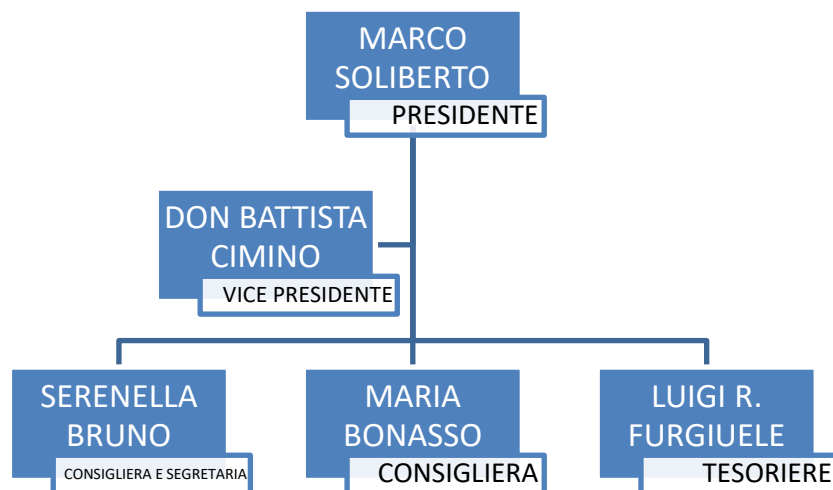 MARCO
SOLIBERTO
PRESIDENTE
DON BATTISTA
CIMINO
VICE PRESIDENTE
SERENELLA
BRUNO
CONSIGLIERA E SEGRETARIA
MARIA
BONASSO
CONSIGLIERA
LUIGI R.
FURGIUELE
TESORIERE